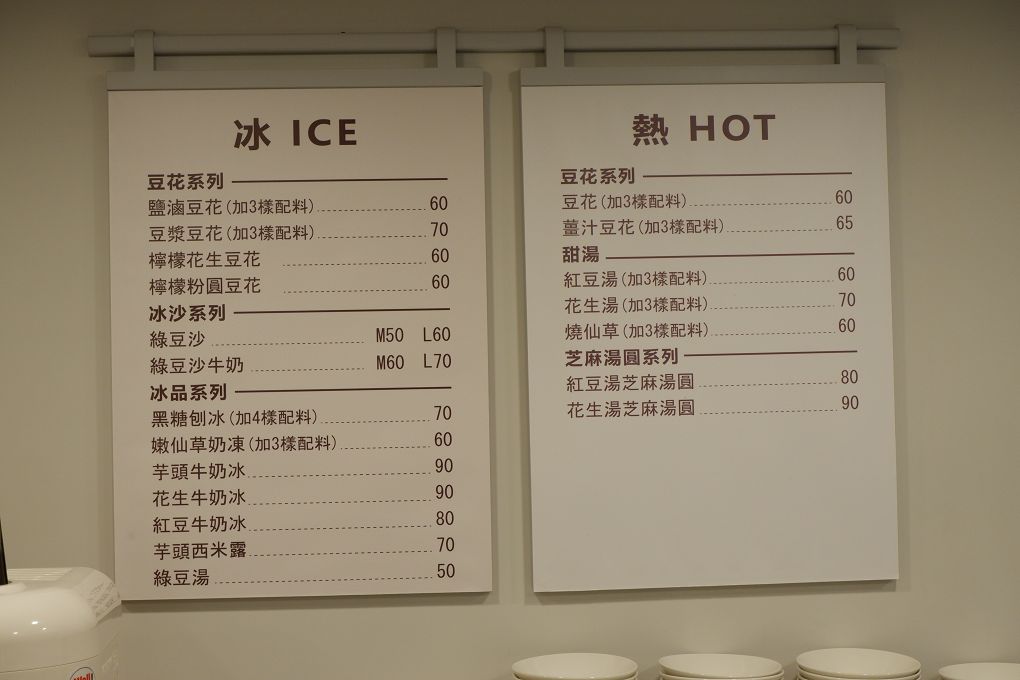 冰 ICE
豆花系列
鹽滷豆花(加3樣配料) 60
豆漿豆花(加3樣配料) 70
檸檬花生豆花 60
檸檬粉圓豆花 60
冰沙系列
綠豆沙 M50 L60
綠豆沙牛奶 M60 L70
冰品系列
黑糖刨冰(加4樣配料) 70
嫩仙草奶凍(加3樣配料) 60
芋頭牛奶冰 90
花生牛奶冰 90
紅豆牛奶冰 80
芋頭西米露 70
綠豆湯 50
熱 HOT
豆花系列
豆花(加3樣配料) 60
薑汁豆花(加3樣配料) 65
甜湯
紅豆湯(加3樣配料) 60
花生湯(加3樣配料) 70
燒仙草(加3樣配料) 60
芝麻湯圓系列
紅豆湯芝麻湯圓 80
花生湯芝麻湯圓 90